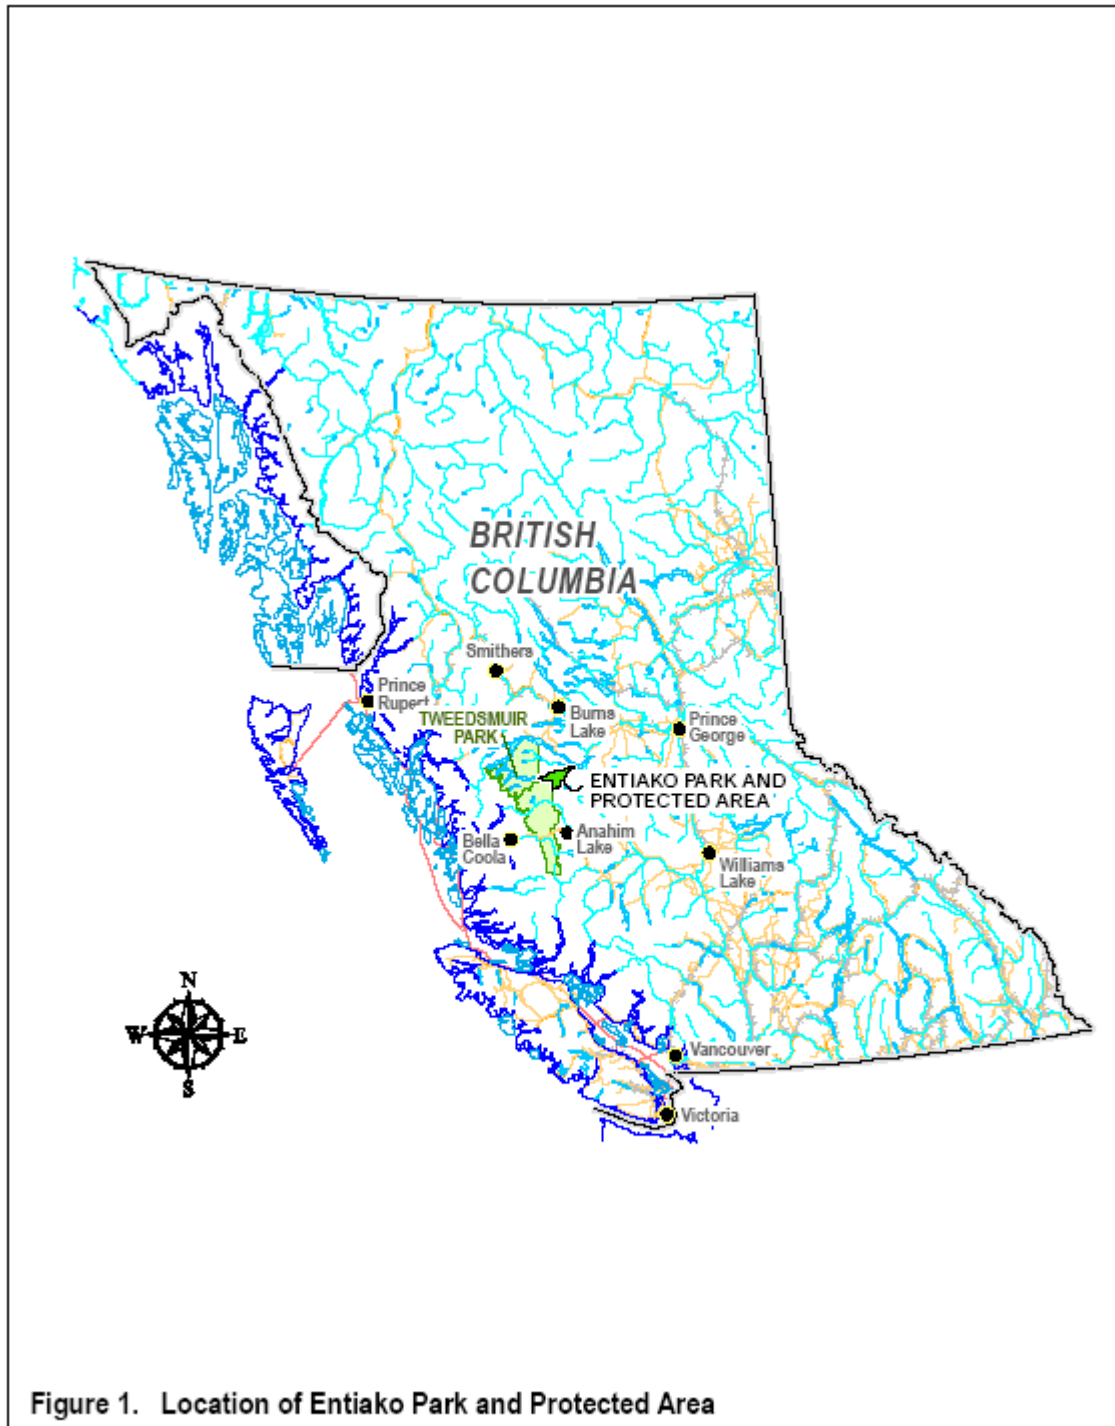 BRITISH
COLUMBIA
Smithers
Prince
Rupert
Burns
Lake
TWEEDSMUIR
PARK
Prince
George
ENTIAKO PARK AND
PROTECTED AREA
Bella
Coola
Anahim
Lake
Williams
Lake
N
W
E
S
Vancouver
Victoria
Figure 1. Location of Entiako Park and Protected Area